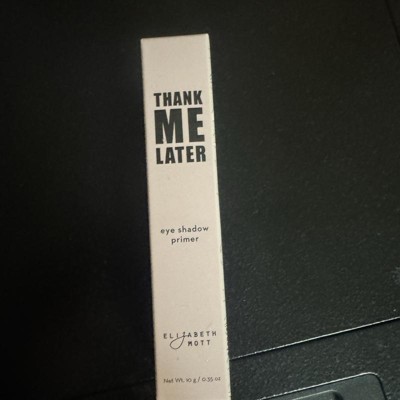 THANK
ME
LATER
eye shadow
primer
ELIZABETH
MOTT
Net Wt. 10 g / 0.35 oz